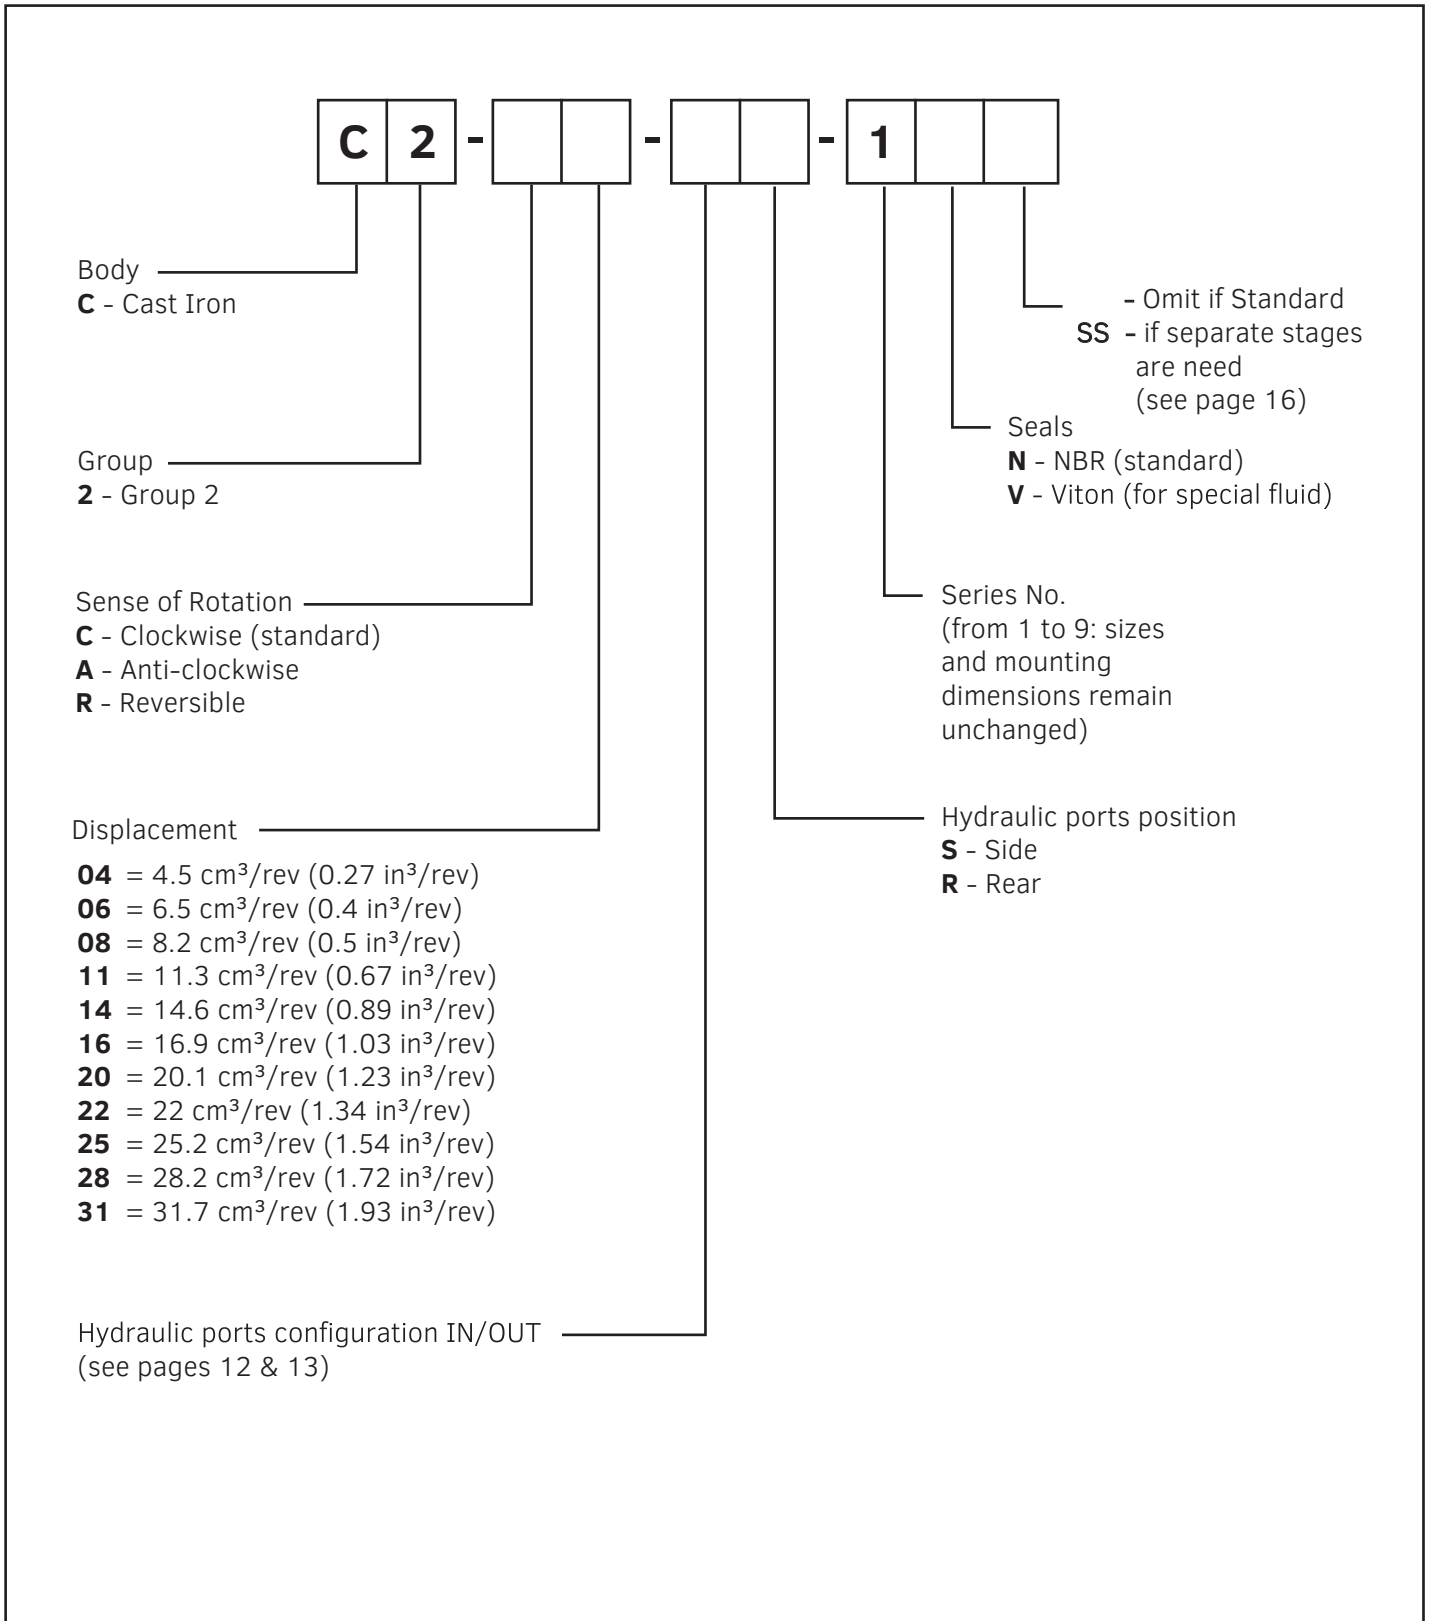 C 2 - - - 1
Body
C - Cast Iron
Group
2 - Group 2
Sense of Rotation
C - Clockwise (standard)
A - Anti-clockwise
R - Reversible
Displacement
04 = 4.5 cm³/rev (0.27 in³/rev)
06 = 6.5 cm³/rev (0.4 in³/rev)
08 = 8.2 cm³/rev (0.5 in³/rev)
11 = 11.3 cm³/rev (0.67 in³/rev)
14 = 14.6 cm³/rev (0.89 in³/rev)
16 = 16.9 cm³/rev (1.03 in³/rev)
20 = 20.1 cm³/rev (1.23 in³/rev)
22 = 22 cm³/rev (1.34 in³/rev)
25 = 25.2 cm³/rev (1.54 in³/rev)
28 = 28.2 cm³/rev (1.72 in³/rev)
31 = 31.7 cm³/rev (1.93 in³/rev)
Hydraulic ports configuration IN/OUT
(see pages 12 & 13)
- Omit if Standard
SS - if separate stages
are need
(see page 16)
Seals
N - NBR (standard)
V - Viton (for special fluid)
Series No.
(from 1 to 9: sizes
and mounting
dimensions remain
unchanged)
Hydraulic ports position
S - Side
R - Rear